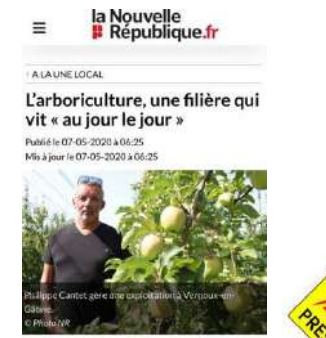 la Nouvelle
République.fr
A LA UNE LOCAL
L'arboriculture, une filière qui
vit « au jour le jour »
Publié le 07-05-2020 à 06:25
Mis à jour le 07-05-2020 à 06:25
Philippe Cantet gère une exploitation à Vernoux-en-
Gâtine.
© Photo NR
PRE